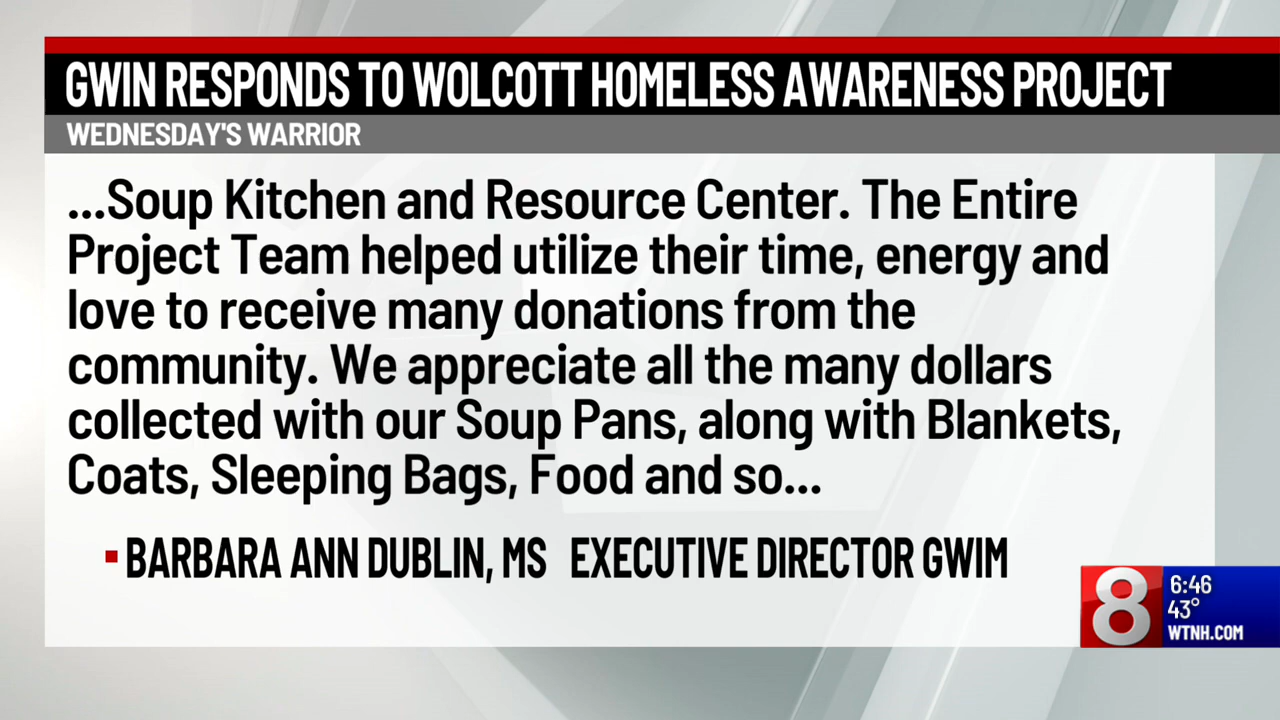 GWIN RESPONDS TO WOLCOTT HOMELESS AWARENESS PROJECT
WEDNESDAY'S WARRIOR
...Soup Kitchen and Resource Center. The Entire
Project Team helped utilize their time, energy and
love to receive many donations from the
community. We appreciate all the many dollars
collected with our Soup Pans, along with Blankets,
Coats, Sleeping Bags, Food and so...
BARBARA ANN DUBLIN, MS EXECUTIVE DIRECTOR GWIM
8
6:46
43°
WTNH.COM